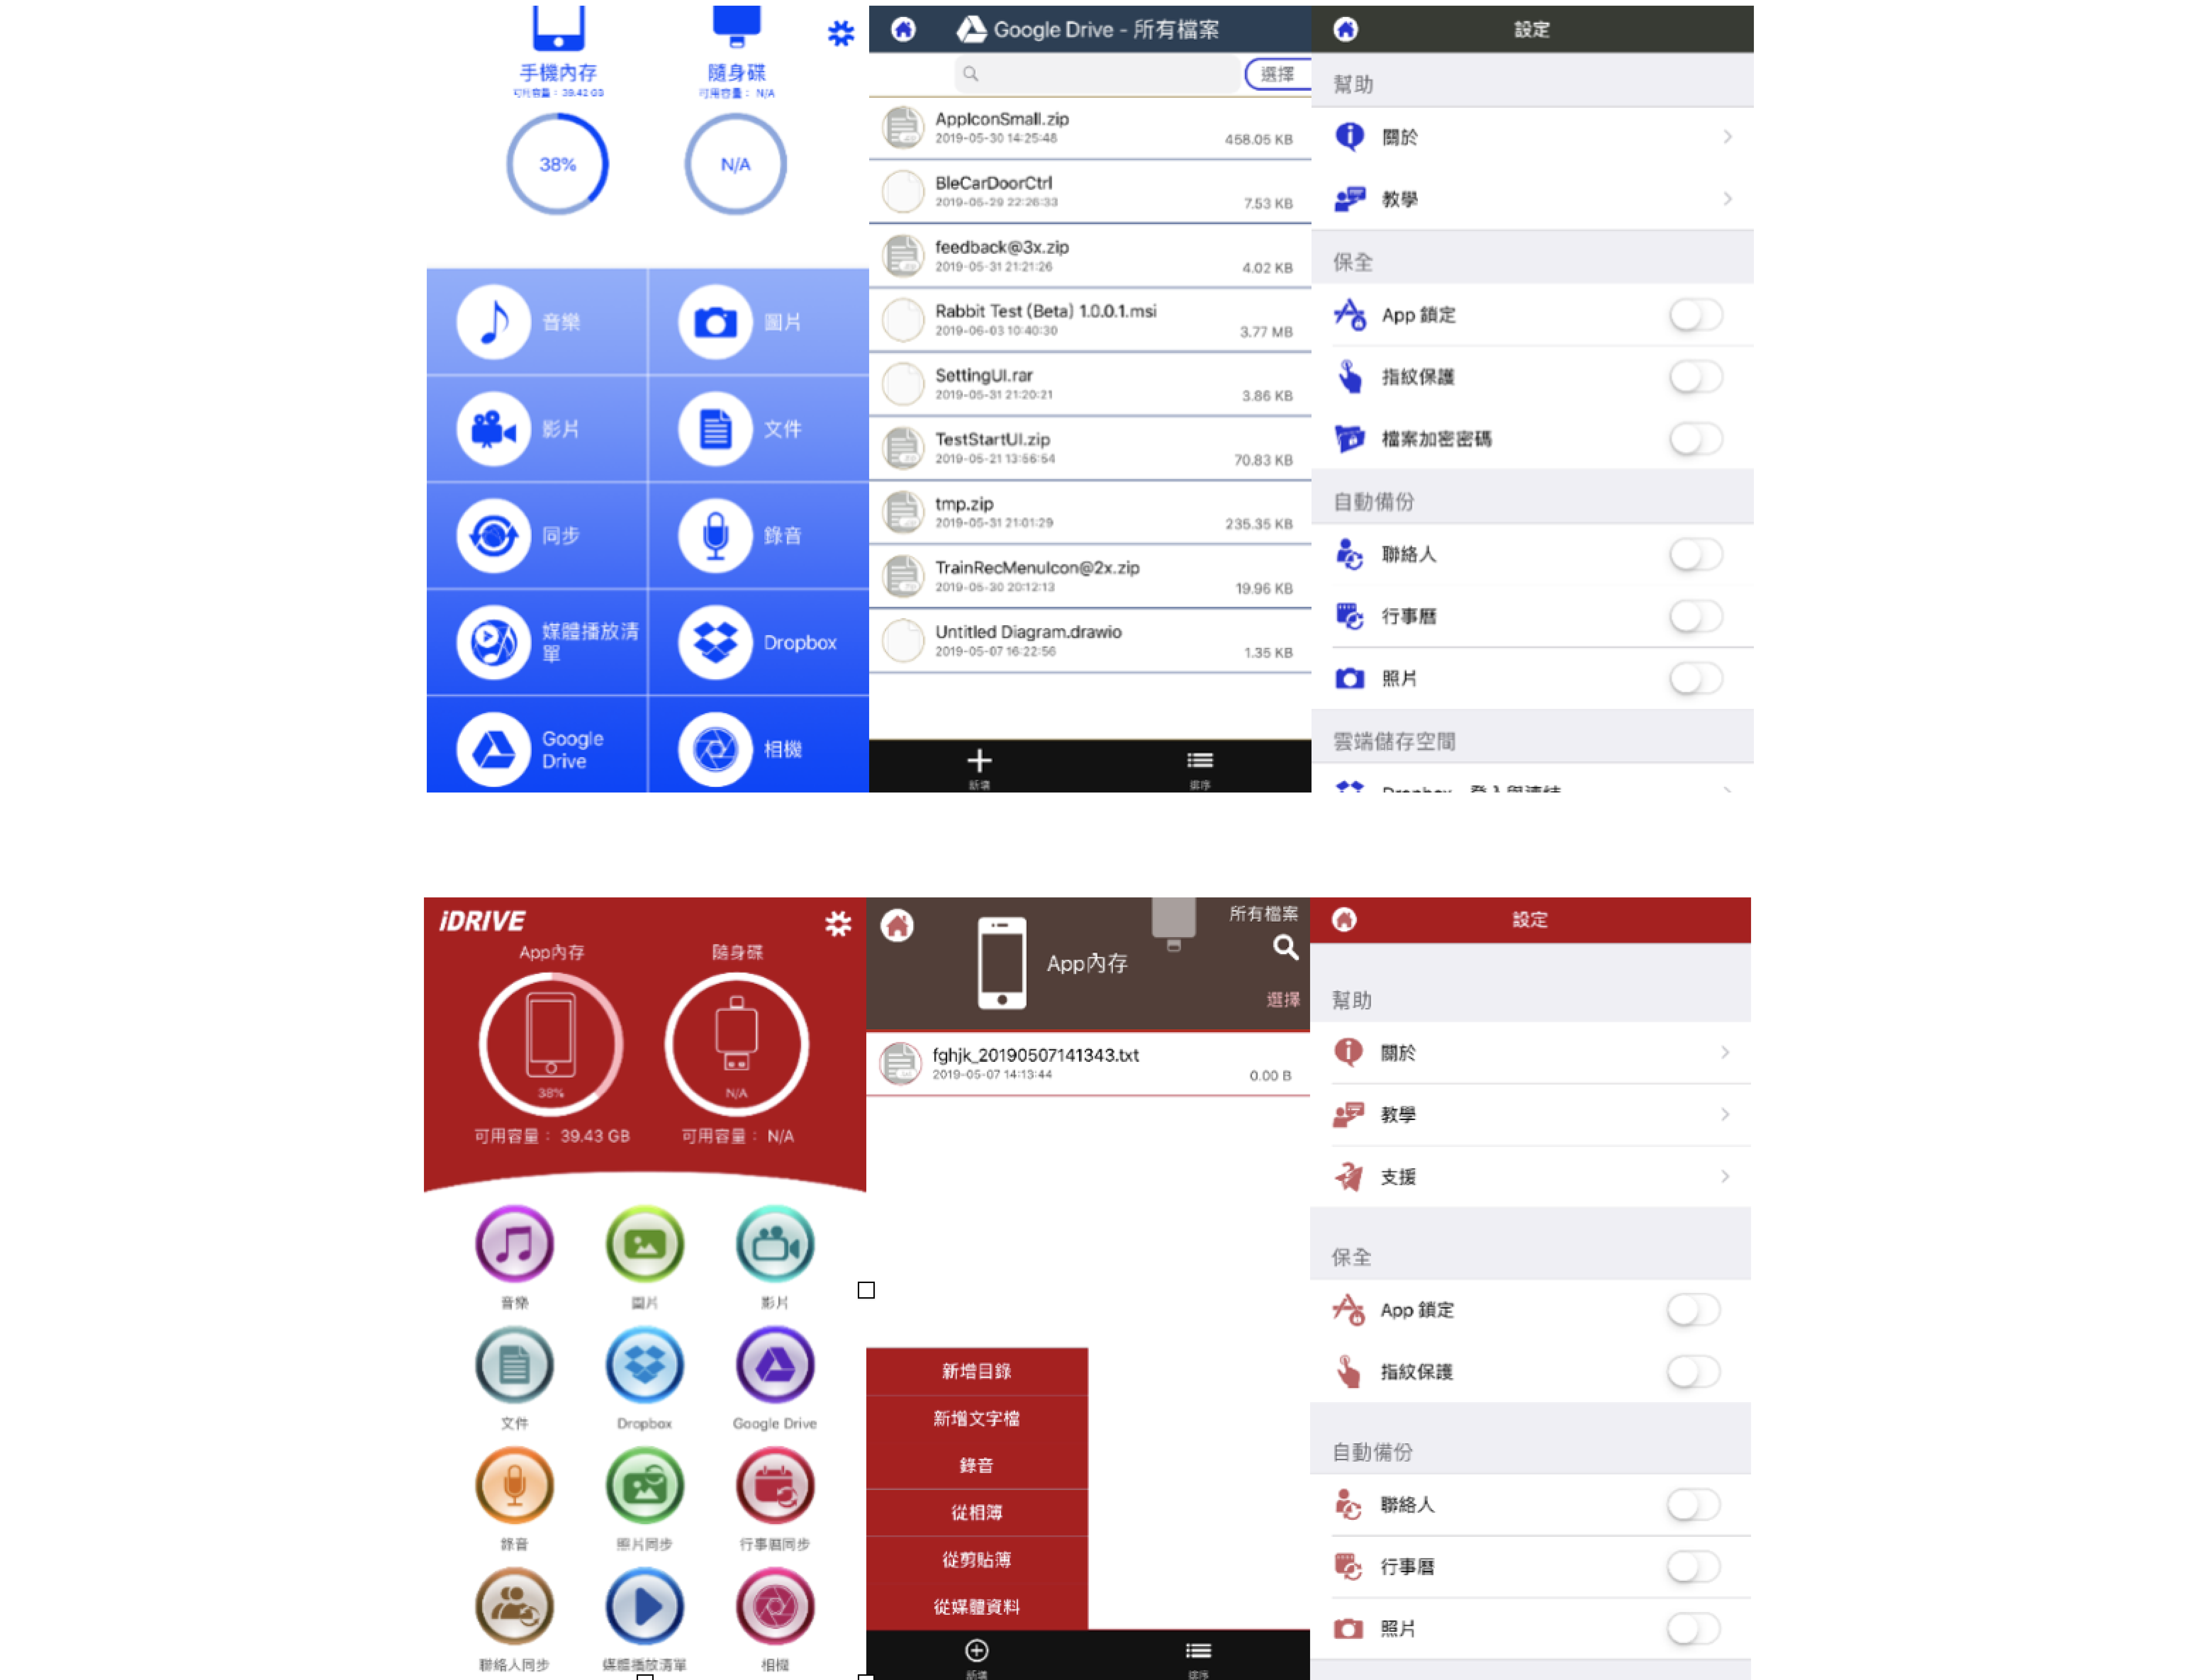 手機內存
可用容量： 39.42 GB
38%
隨身碟
可用容量： N/A
N/A
音樂
圖片
影片
文件
同步
錄音
媒體播放清
單
Dropbox
Google
Drive
相機
Google Drive - 所有檔案
選擇
AppIconSmall.zip
2019-05-30 14:25:48
458.05 KB
BleCarDoorCtrl
2019-05-29 22:26:33
7.53 KB
feedback@3x.zip
2019-05-31 21:21:26
4.02 KB
Rabbit Test (Beta) 1.0.0.1.msi
2019-06-03 10:40:30
3.77 MB
SettingUI.rar
2019-05-31 21:20:21
3.86 KB
TestStartUI.zip
2019-05-21 13:56:54
70.83 KB
tmp.zip
2019-05-31 21:01:29
235.35 KB
TrainRecMenuIcon@2x.zip
2019-05-30 20:12:13
19.96 KB
Untitled Diagram.drawio
2019-05-07 16:22:56
1.35 KB
新增
排序
設定
幫助
關於
教學
保全
App 鎖定
指紋保護
檔案加密密碼
自動備份
聯絡人
行事曆
照片
雲端儲存空間
iDRIVE
App內存
38%
可用容量： 39.43 GB
隨身碟
N/A
可用容量： N/A
音樂
圖片
影片
文件
Dropbox
Google Drive
錄音
照片同步
行事曆同步
聯絡人同步
媒體播放清單
相機
App內存
所有檔案
選擇
fghjk_20190507141343.txt
2019-05-07 14:13:44
0.00 B
新增目錄
新增文字檔
錄音
從相簿
從剪貼簿
從媒體資料
新增
排序
設定
幫助
關於
教學
支援
保全
App 鎖定
指紋保護
自動備份
聯絡人
行事曆
照片